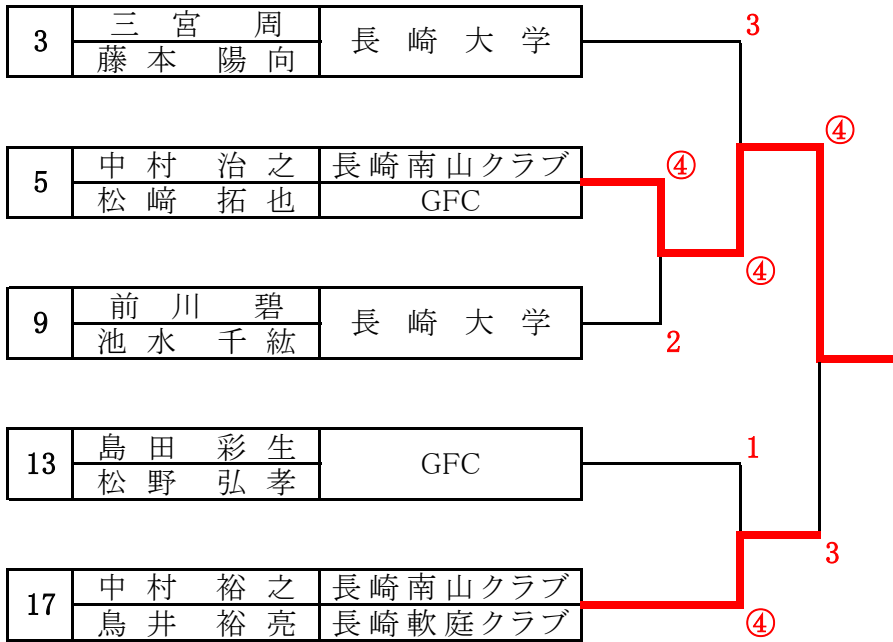 3
三宮 周
藤本 陽向
長崎大学
3
④
5
中村 治之
松﨑 拓也
長崎南山クラブ
GFC
④
④
9
前川 碧
池水 千紘
長崎大学
2
13
島田 彩生
松野 弘孝
GFC
1
3
17
中村 裕之
鳥井 裕亮
長崎南山クラブ
長崎軟庭クラブ
④